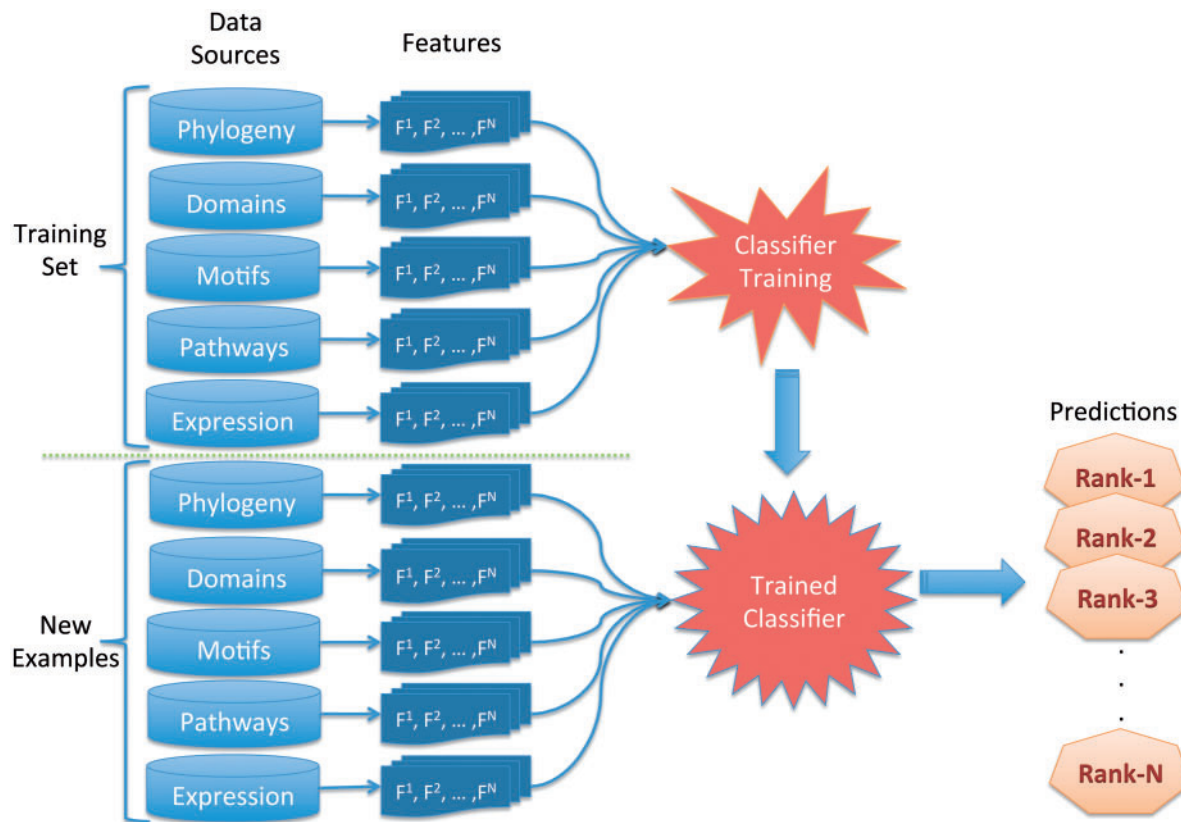 Data
Sources
Features
Training
Set
Phylogeny
F¹, F², ... ,Fᴺ
Domains
F¹, F², ... ,Fᴺ
Motifs
F¹, F², ... ,Fᴺ
Pathways
F¹, F², ... ,Fᴺ
Expression
F¹, F², ... ,Fᴺ
Classifier
Training
New
Examples
Phylogeny
F¹, F², ... ,Fᴺ
Domains
F¹, F², ... ,Fᴺ
Motifs
F¹, F², ... ,Fᴺ
Pathways
F¹, F², ... ,Fᴺ
Expression
F¹, F², ... ,Fᴺ
Trained
Classifier
Predictions
Rank-1
Rank-2
Rank-3
.
.
.
Rank-N